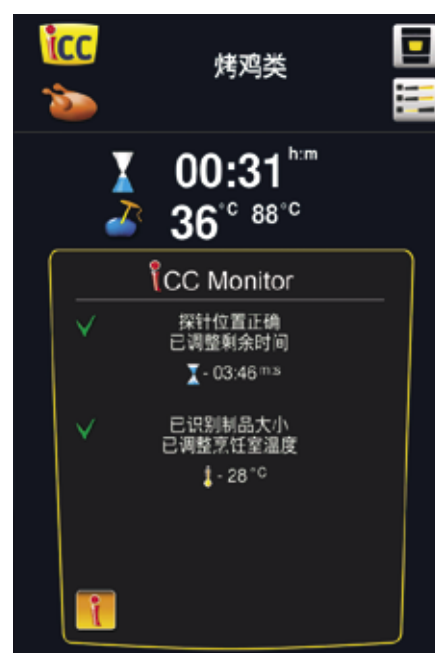 icc
烤鸡类
00:31 h:m
36°C 88°C
iCC Monitor
探针位置正确
已调整剩余时间
- 03:46 m:s
已识别制品大小
已调整烹饪室温度
- 28 °C
i